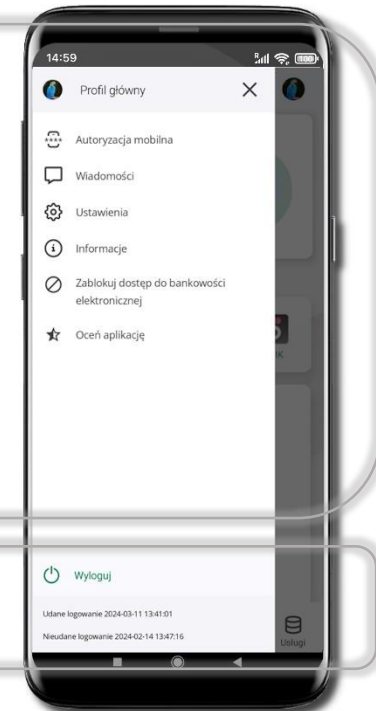 14:59
Profil główny
Autoryzacja mobilna
Wiadomości
Ustawienia
Informacje
Zablokuj dostęp do bankowości
elektronicznej
Oceń aplikację
Wyloguj
Udane logowanie 2024-03-11 13:41:01
Nieudane logowanie 2024-02-14 13:47:16
Usługi